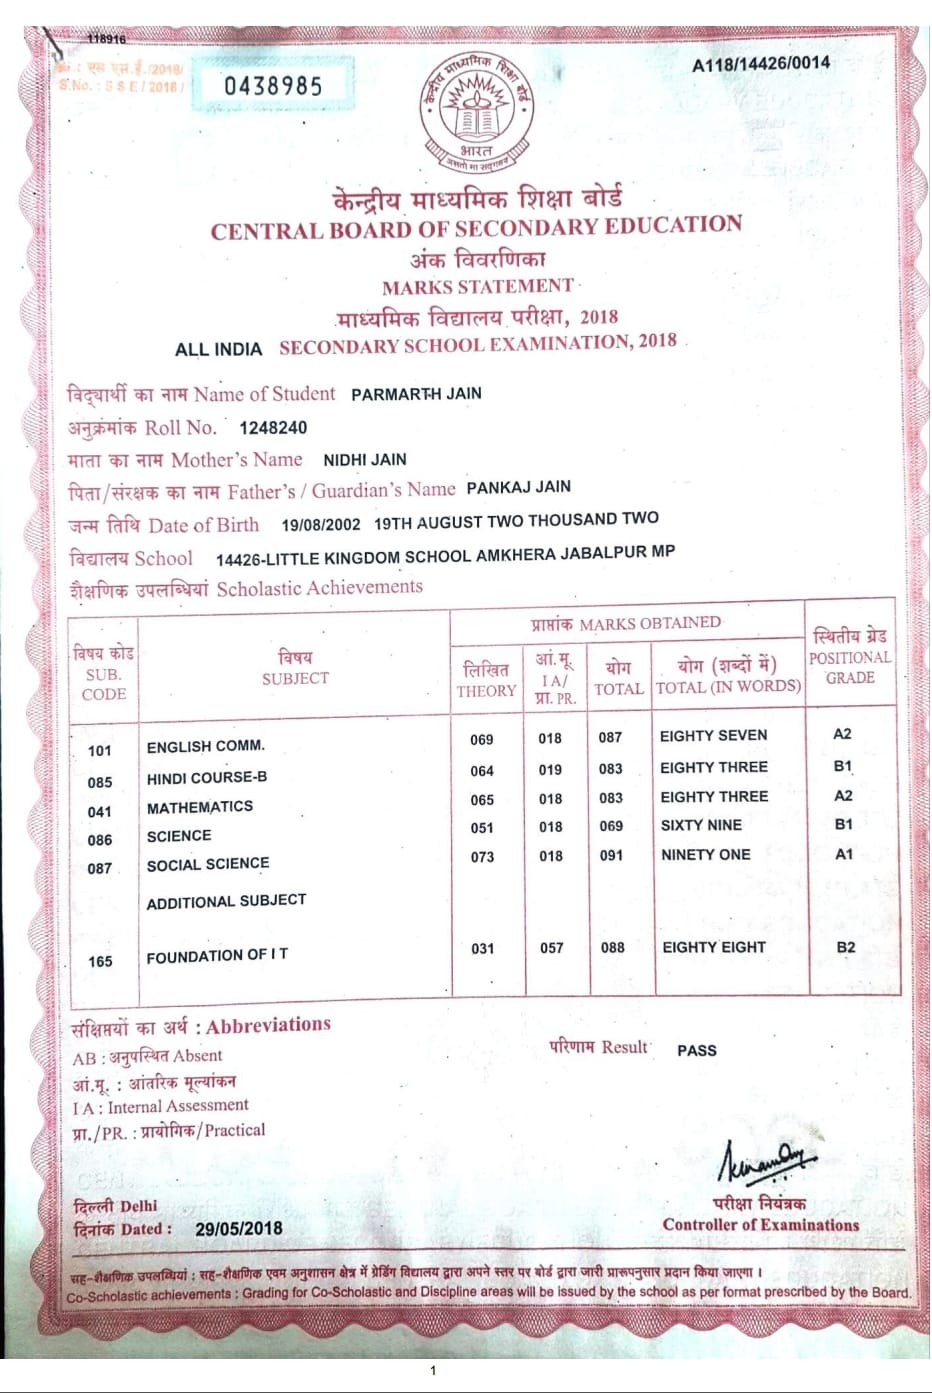 118916
क्र.: एस एस ई./2018/
S.No.: S S E / 2018 /
0438985
A118/14426/0014
केन्द्रीय माध्यमिक शिक्षा बोर्ड
भारत
असतो मा सद्गमय
केन्द्रीय माध्यमिक शिक्षा बोर्ड
CENTRAL BOARD OF SECONDARY EDUCATION
अंक विवरणिका
MARKS STATEMENT
माध्यमिक विद्यालय परीक्षा, 2018
ALL INDIA SECONDARY SCHOOL EXAMINATION, 2018
विद्यार्थी का नाम Name of Student PARMARTH JAIN
अनुक्रमांक Roll No. 1248240
माता का नाम Mother's Name NIDHI JAIN
पिता/संरक्षक का नाम Father's / Guardian's Name PANKAJ JAIN
जन्म तिथि Date of Birth 19/08/2002 19TH AUGUST TWO THOUSAND TWO
विद्यालय School 14426-LITTLE KINGDOM SCHOOL AMKHERA JABALPUR MP
शैक्षणिक उपलब्धियां Scholastic Achievements
विषय कोड SUB. CODE विषय SUBJECT प्राप्तांक MARKS OBTAINED स्थितीय ग्रेड POSITIONAL GRADE
लिखित THEORY आं.मू. I A/ प्रा. PR. योग TOTAL योग (शब्दों में) TOTAL (IN WORDS)
101 ENGLISH COMM. 069 018 087 EIGHTY SEVEN A2
085 HINDI COURSE-B 064 019 083 EIGHTY THREE B1
041 MATHEMATICS 065 018 083 EIGHTY THREE A2
086 SCIENCE 051 018 069 SIXTY NINE B1
087 SOCIAL SCIENCE 073 018 091 NINETY ONE A1
ADDITIONAL SUBJECT
165 FOUNDATION OF I T 031 057 088 EIGHTY EIGHT B2
संक्षिप्तयों का अर्थ : Abbreviations
AB : अनुपस्थित Absent
आं.मू. : आंतरिक मूल्यांकन
I A : Internal Assessment
प्रा./PR. : प्रायोगिक/Practical
परिणाम Result PASS
दिल्ली Delhi
दिनांक Dated : 29/05/2018
परीक्षा नियंत्रक
Controller of Examinations
सह-शैक्षणिक उपलब्धियां : सह-शैक्षणिक एवम अनुशासन क्षेत्र में ग्रेडिंग विद्यालय द्वारा अपने स्तर पर बोर्ड द्वारा जारी प्रारूपनुसार प्रदान किया जाएगा ।
Co-Scholastic achievements : Grading for Co-Scholastic and Discipline areas will be issued by the school as per format prescribed by the Board.
1